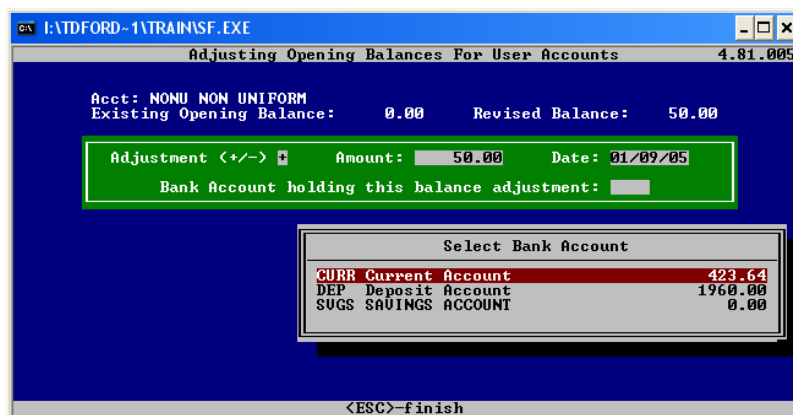 I:\TDFORD~1\TRAIN\SF.EXE
Adjusting Opening Balances For User Accounts 4.81.005
Acct: NONU NON UNIFORM
Existing Opening Balance: 0.00 Revised Balance: 50.00
Adjustment (+/-) + Amount: 50.00 Date: 01/09/05
Bank Account holding this balance adjustment:
Select Bank Account
CURR Current Account 423.64
DEP Deposit Account 1960.00
SVGS SAVINGS ACCOUNT 0.00
<ESC>-finish